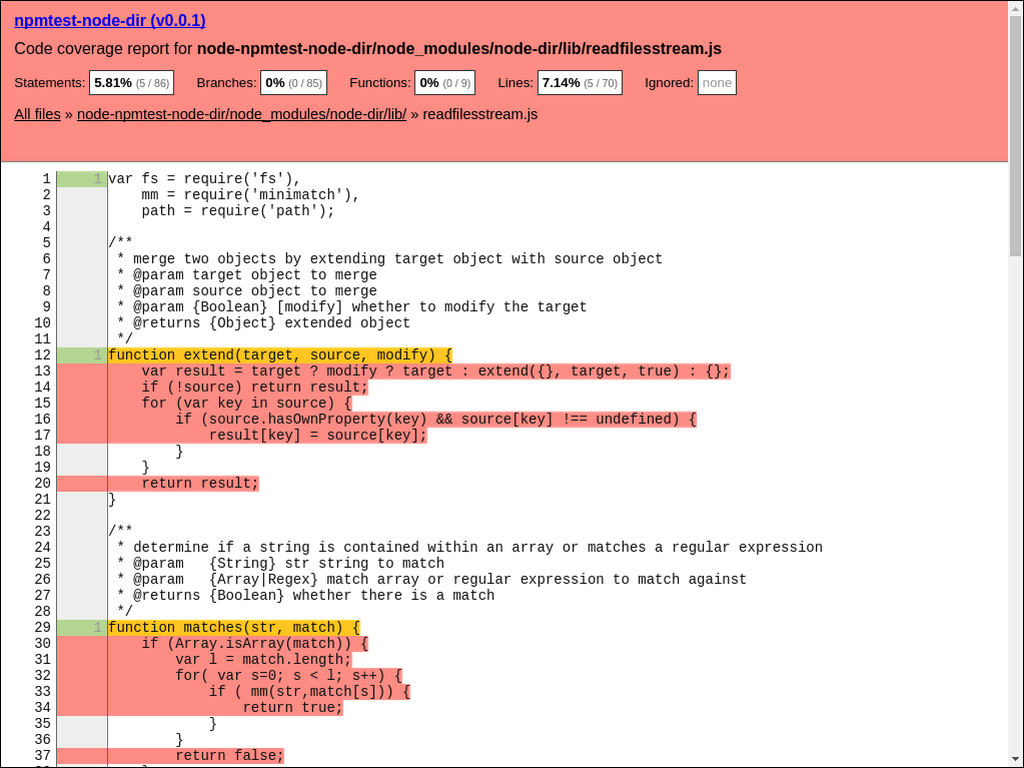 npmtest-node-dir (v0.0.1)
Code coverage report for node-npmtest-node-dir/node_modules/node-dir/lib/readfilesstream.js
Statements: 5.81% (5 / 86) Branches: 0% (0 / 85) Functions: 0% (0 / 9) Lines: 7.14% (5 / 70) Ignored: none
All files » node-npmtest-node-dir/node_modules/node-dir/lib/ » readfilesstream.js
1 1 var fs = require('fs'),
2     mm = require('minimatch'),
3     path = require('path');
4
5 /**
6  * merge two objects by extending target object with source object
7  * @param target object to merge
8  * @param source object to merge
9  * @param {Boolean} [modify] whether to modify the target
10  * @returns {Object} extended object
11  */
12 1 function extend(target, source, modify) {
13     var result = target ? modify ? target : extend({}, target, true) : {};
14     if (!source) return result;
15     for (var key in source) {
16         if (source.hasOwnProperty(key) && source[key] !== undefined) {
17             result[key] = source[key];
18         }
19     }
20     return result;
21 }
22
23 /**
24  * determine if a string is contained within an array or matches a regular expression
25  * @param   {String} str string to match
26  * @param   {Array|Regex} match array or regular expression to match against
27  * @returns {Boolean} whether there is a match
28  */
29 1 function matches(str, match) {
30     if (Array.isArray(match)) {
31         var l = match.length;
32         for( var s=0; s < l; s++) {
33             if ( mm(str,match[s])) {
34                 return true;
35             }
36         }
37         return false;